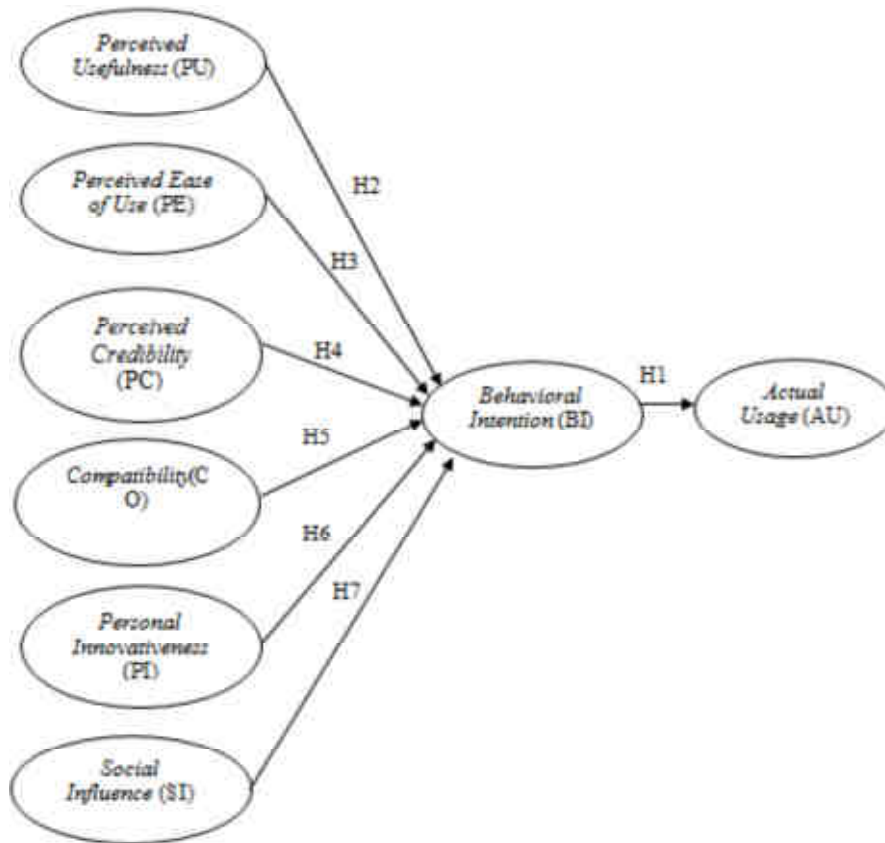 Perceived
Usefulness (PU)
H2
Perceived Ease
of Use (PE)
H3
Perceived
Credibility
(PC)
H4
Behavioral
Intention (BI)
H1
Actual
Usage (AU)
H5
Compatibility(C
O)
H6
H7
Personal
Innovativeness
(PI)
Social
Influence (SI)